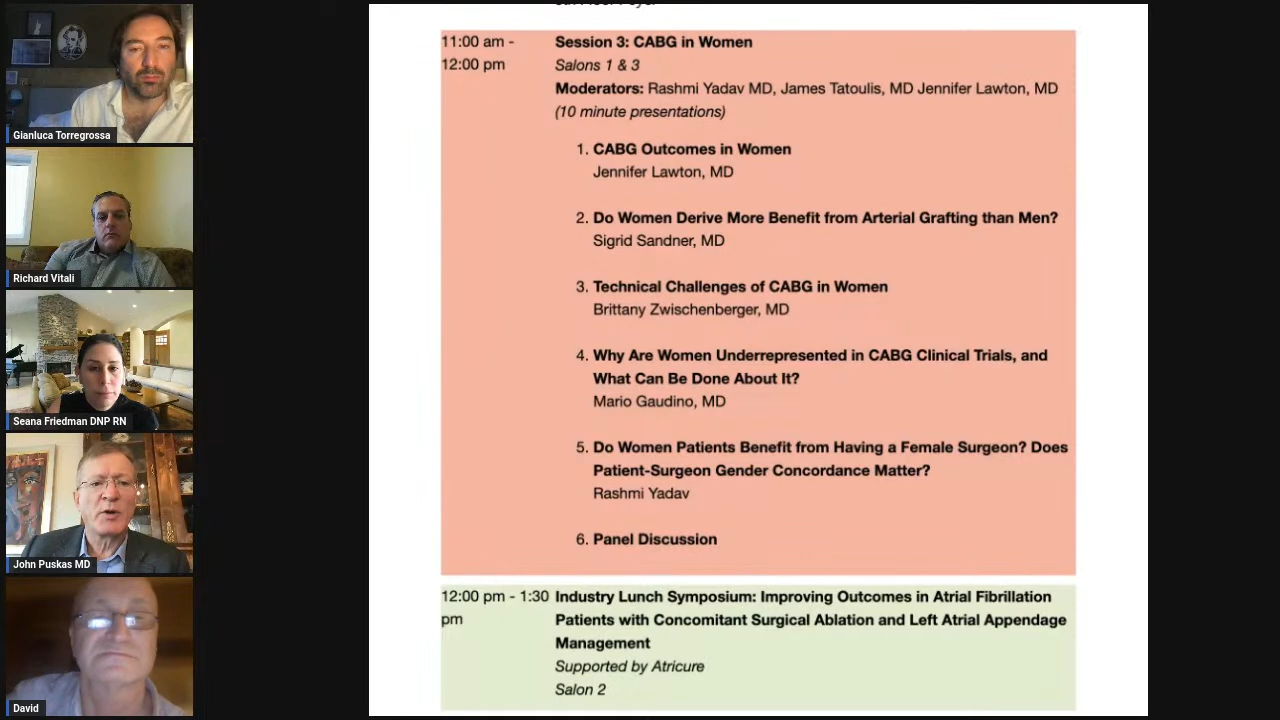 Gianluca Torregrossa
Richard Vitali
Seana Friedman DNP RN
John Puskas MD
David
11:00 am -
12:00 pm
Session 3: CABG in Women
Salons 1 & 3
Moderators: Rashmi Yadav MD, James Tatoulis, MD Jennifer Lawton, MD
(10 minute presentations)
1. CABG Outcomes in Women
Jennifer Lawton, MD
2. Do Women Derive More Benefit from Arterial Grafting than Men?
Sigrid Sandner, MD
3. Technical Challenges of CABG in Women
Brittany Zwischenberger, MD
4. Why Are Women Underrepresented in CABG Clinical Trials, and
What Can Be Done About It?
Mario Gaudino, MD
5. Do Women Patients Benefit from Having a Female Surgeon? Does
Patient-Surgeon Gender Concordance Matter?
Rashmi Yadav
6. Panel Discussion
12:00 pm - 1:30
pm
Industry Lunch Symposium: Improving Outcomes in Atrial Fibrillation
Patients with Concomitant Surgical Ablation and Left Atrial Appendage
Management
Supported by Atricure
Salon 2